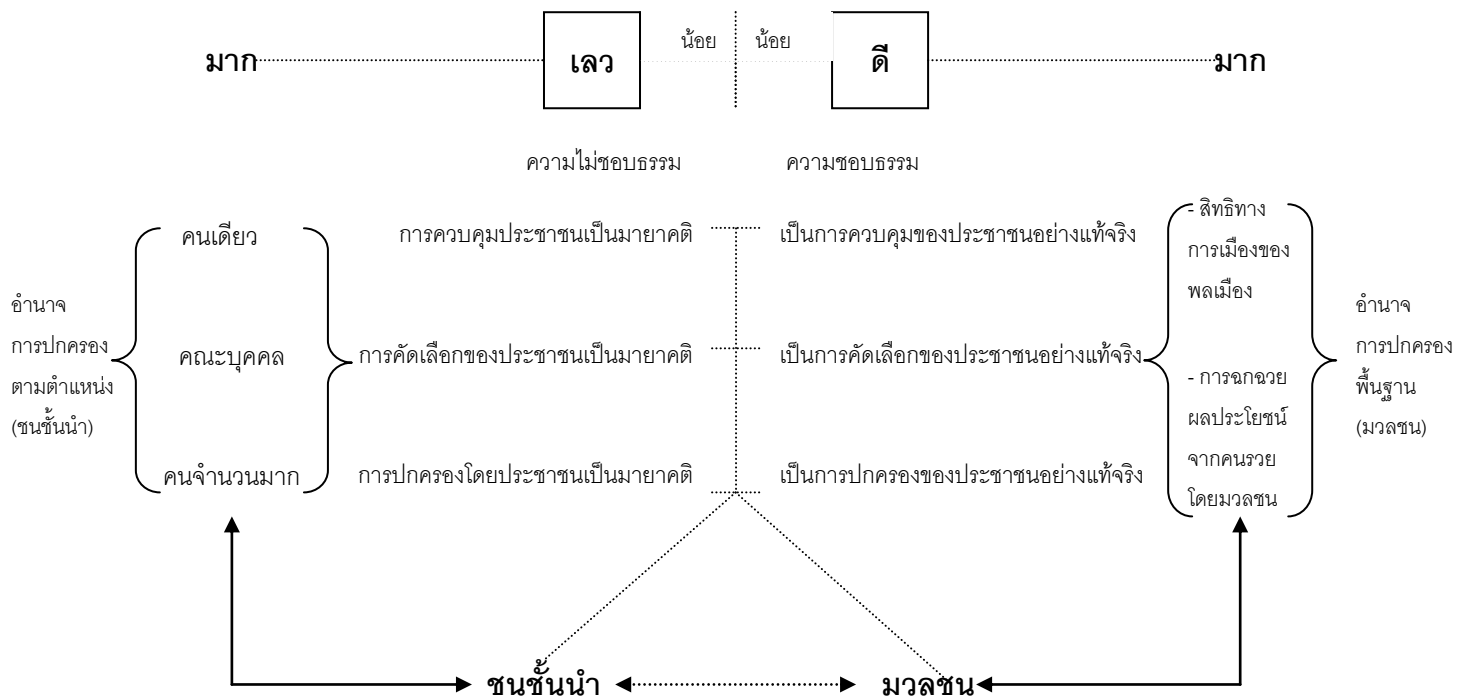 มาก เลว น้อย น้อย ดี มาก
ความไม่ชอบธรรม ความชอบธรรม
อำนาจ
การปกครอง
ตามตำแหน่ง
(ชนชั้นนำ)
คนเดียว
คณะบุคคล
คนจำนวนมาก
การควบคุมประชาชนเป็นมายาคติ
การคัดเลือกของประชาชนเป็นมายาคติ
การปกครองโดยประชาชนเป็นมายาคติ
เป็นการควบคุมของประชาชนอย่างแท้จริง
เป็นการคัดเลือกของประชาชนอย่างแท้จริง
เป็นการปกครองของประชาชนอย่างแท้จริง
- สิทธิทาง
การเมืองของ
พลเมือง
- การฉกฉวย
ผลประโยชน์
จากคนรวย
โดยมวลชน
อำนาจ
การปกครอง
พื้นฐาน
(มวลชน)
ชนชั้นนำ มวลชน